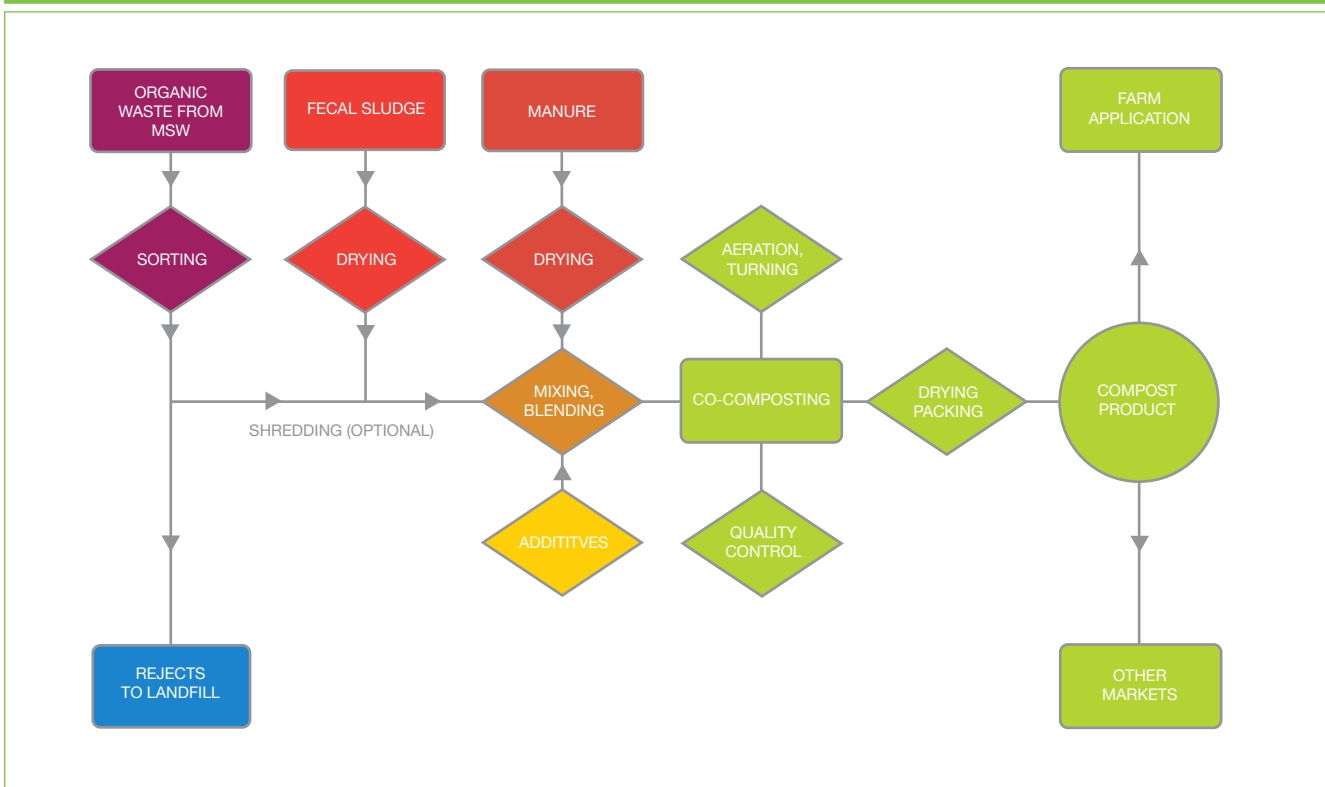 ORGANIC
WASTE FROM
MSW
FECAL SLUDGE
MANURE
FARM
APPLICATION
SORTING
DRYING
DRYING
AERATION,
TURNING
MIXING,
BLENDING
CO-COMPOSTING
DRYING
PACKING
COMPOST
PRODUCT
SHREDDING (OPTIONAL)
ADDITITVES
QUALITY
CONTROL
REJECTS
TO LANDFILL
OTHER
MARKETS